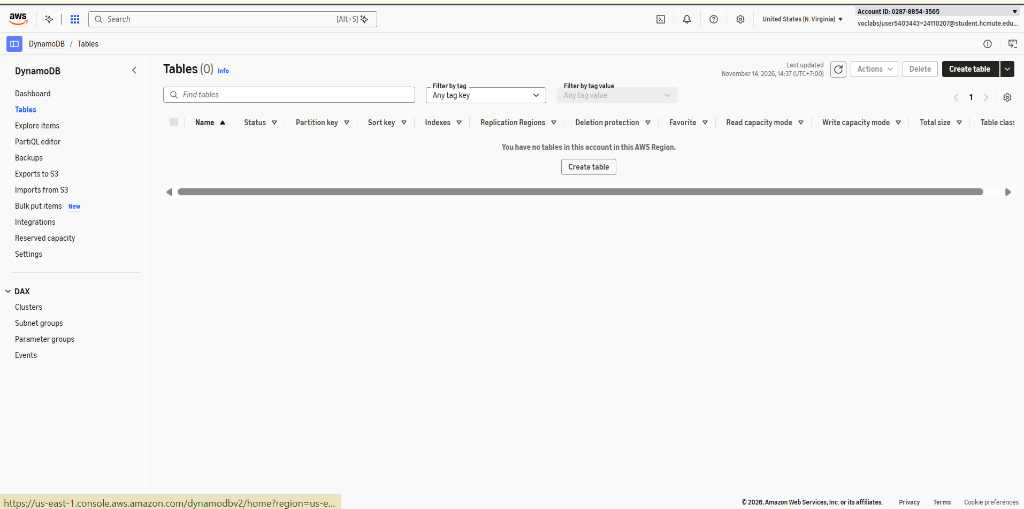 aws
Search
[Alt+S]
United States (N. Virginia)
Account ID: 0287-8854-3565
voclabs/user5403443=24110207@student.hcmute.edu...
DynamoDB / Tables
DynamoDB
Dashboard
Tables
Explore items
PartiQL editor
Backups
Exports to S3
Imports from S3
Bulk put items New
Integrations
Reserved capacity
Settings
DAX
Clusters
Subnet groups
Parameter groups
Events
Tables (0) Info
Last updated
November 14, 2026, 14:37 (UTC+7:00)
Actions
Delete
Create table
Find tables
Filter by tag
Any tag key
Filter by tag value
Any tag value
1
Name Status Partition key Sort key Indexes Replication Regions Deletion protection Favorite Read capacity mode Write capacity mode Total size Table class
You have no tables in this account in this AWS Region.
Create table
https://us-east-1.console.aws.amazon.com/dynamodbv2/home?region=us-e...
© 2026, Amazon Web Services, Inc. or its affiliates. Privacy Terms Cookie preferences